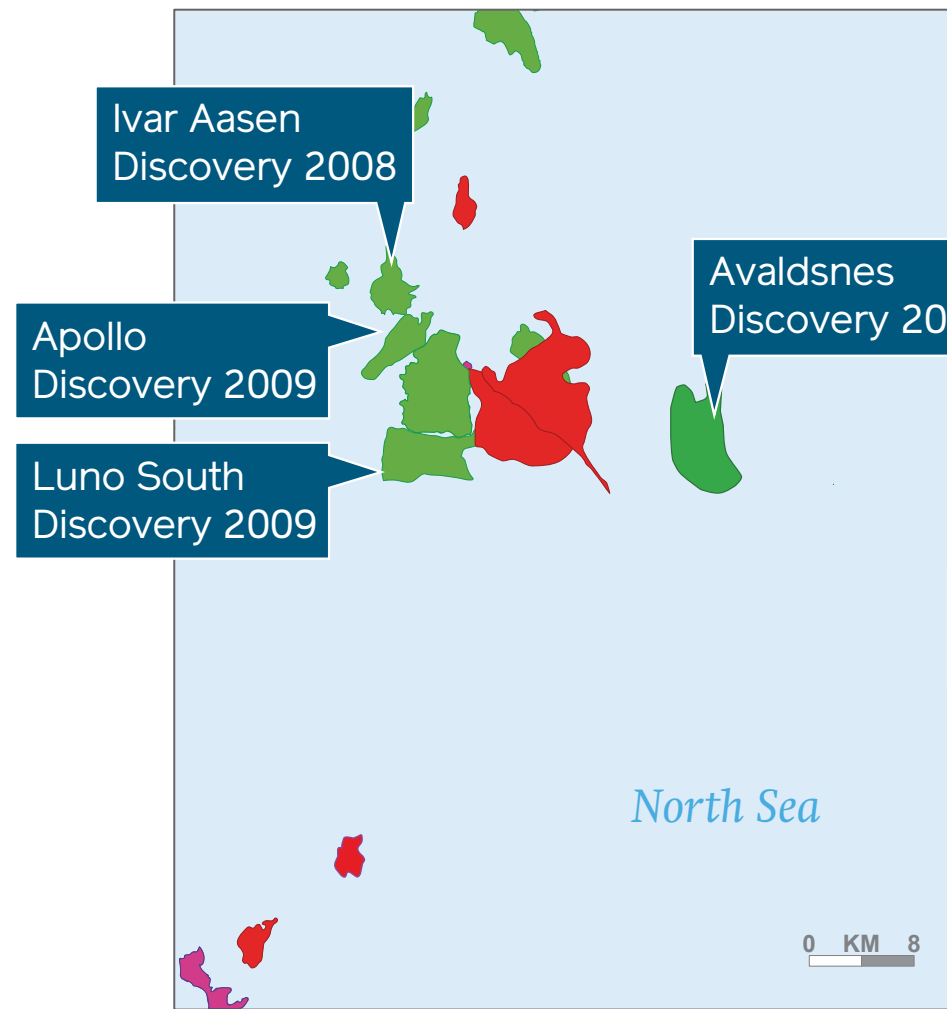 Ivar Aasen
Discovery 2008
Avaldsnes
Discovery 20
Apollo
Discovery 2009
Luno South
Discovery 2009
North Sea
0 KM 8